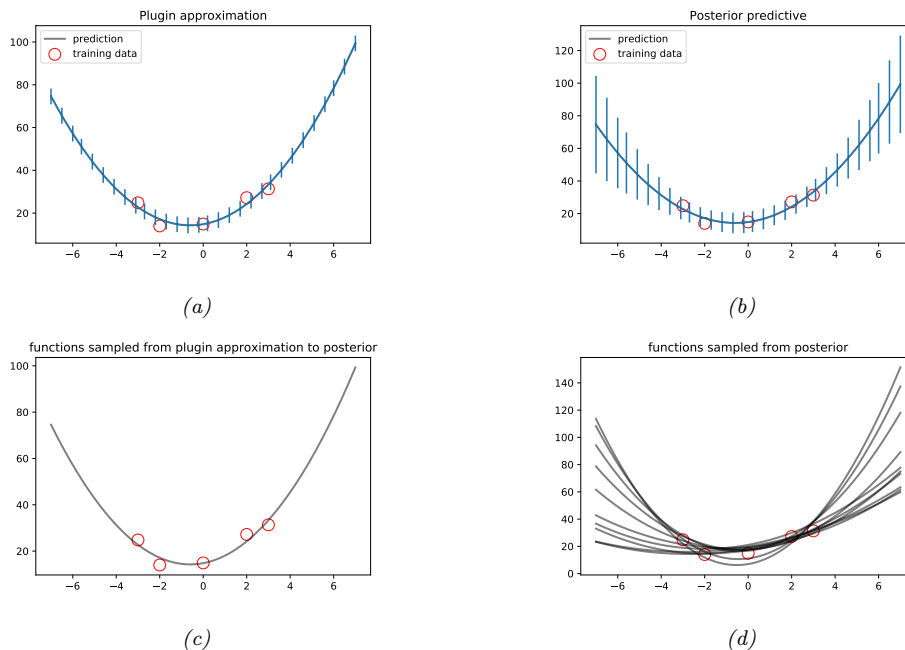 Plugin approximation
prediction
training data
100
80
60
40
20
−6 −4 −2 0 2 4 6
(a)
Posterior predictive
prediction
training data
120
100
80
60
40
20
−6 −4 −2 0 2 4 6
(b)
functions sampled from plugin approximation to posterior
100
80
60
40
20
−6 −4 −2 0 2 4 6
(c)
functions sampled from posterior
140
120
100
80
60
40
20
0
−6 −4 −2 0 2 4 6
(d)